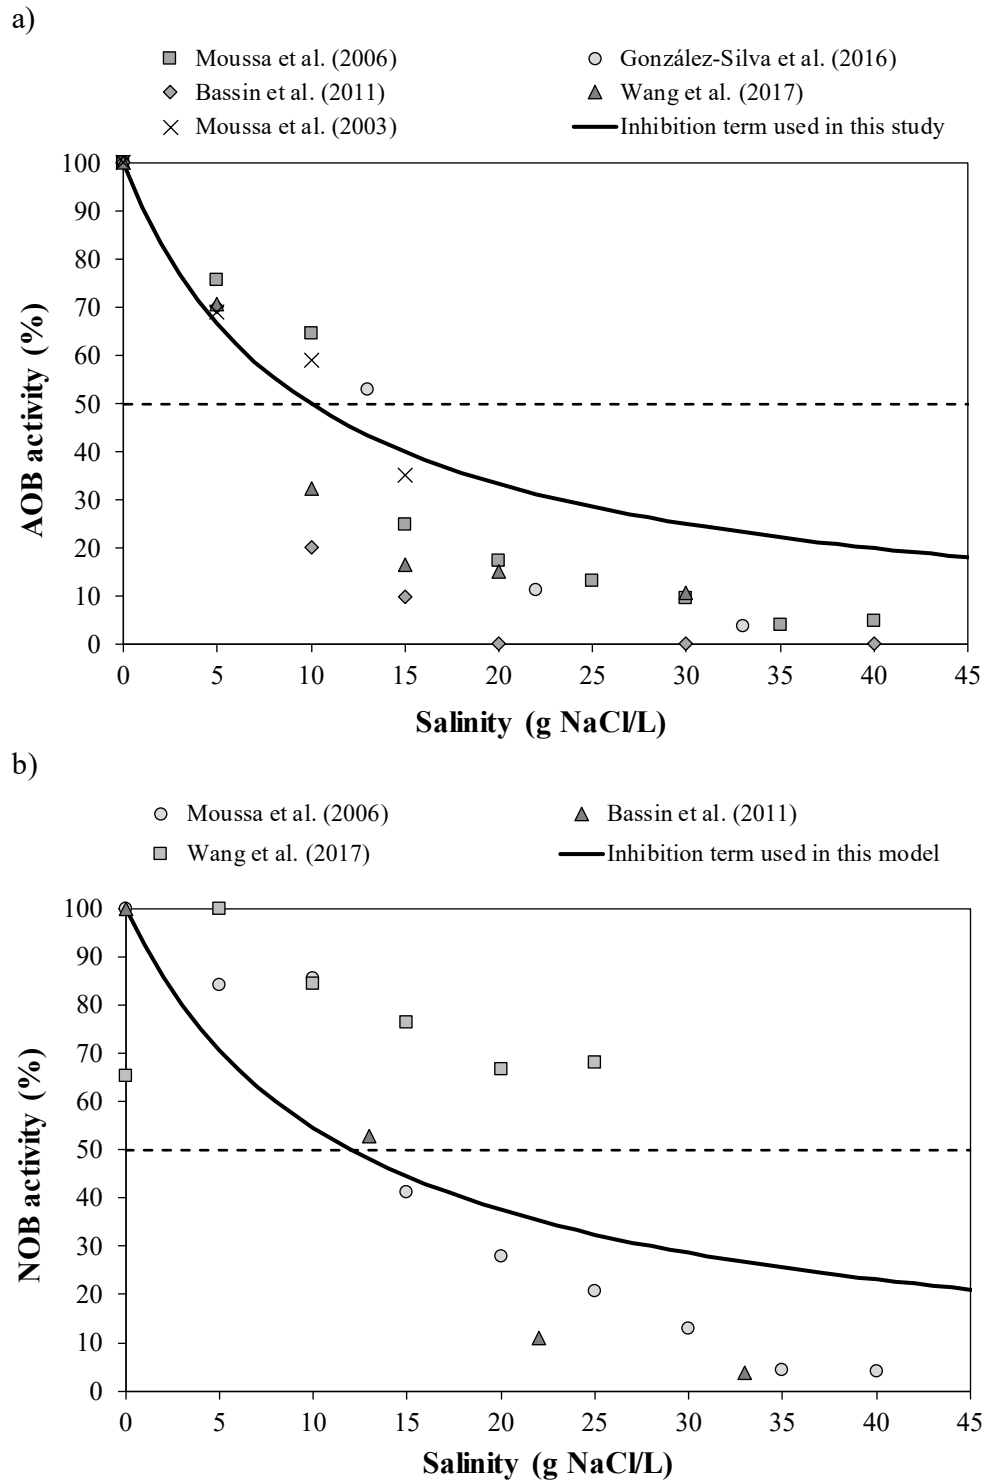 a)
Moussa et al. (2006)
González-Silva et al. (2016)
Bassin et al. (2011)
Wang et al. (2017)
Moussa et al. (2003)
Inhibition term used in this study
100
90
80
70
60
50
40
30
20
10
0
AOB activity (%)
0 5 10 15 20 25 30 35 40 45
Salinity (g NaCl/L)
b)
Moussa et al. (2006)
Bassin et al. (2011)
Wang et al. (2017)
Inhibition term used in this model
100
90
80
70
60
50
40
30
20
10
0
NOB activity (%)
0 5 10 15 20 25 30 35 40 45
Salinity (g NaCl/L)